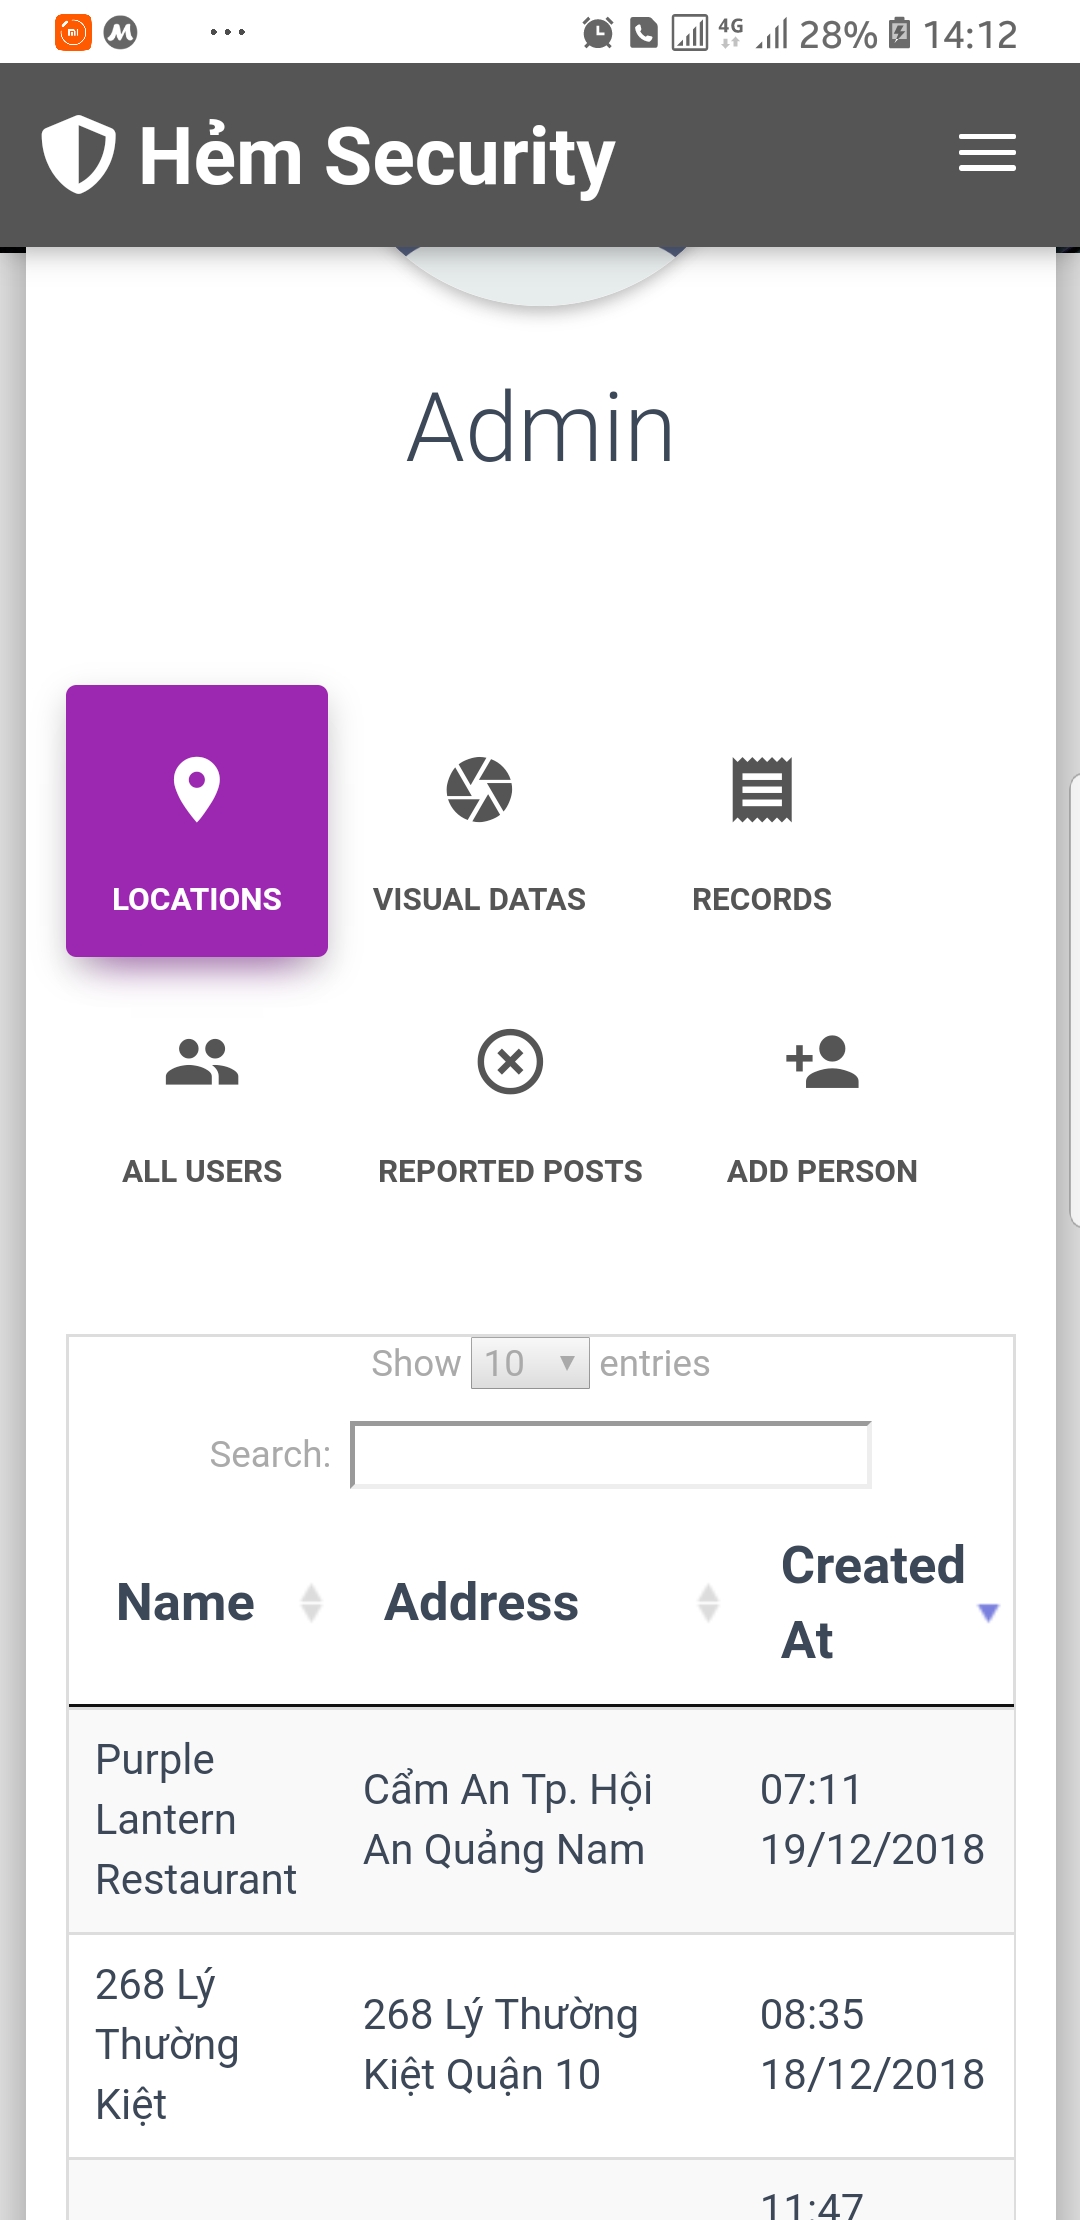 4G 28% 14:12
Hẻm Security
Admin
LOCATIONS VISUAL DATAS RECORDS
ALL USERS REPORTED POSTS ADD PERSON
Show 10 entries
Search:
Name Address Created At
Purple Lantern Restaurant
Cẩm An Tp. Hội An Quảng Nam
07:11 19/12/2018
268 Lý Thường Kiệt
268 Lý Thường Kiệt Quận 10
08:35 18/12/2018
11:47